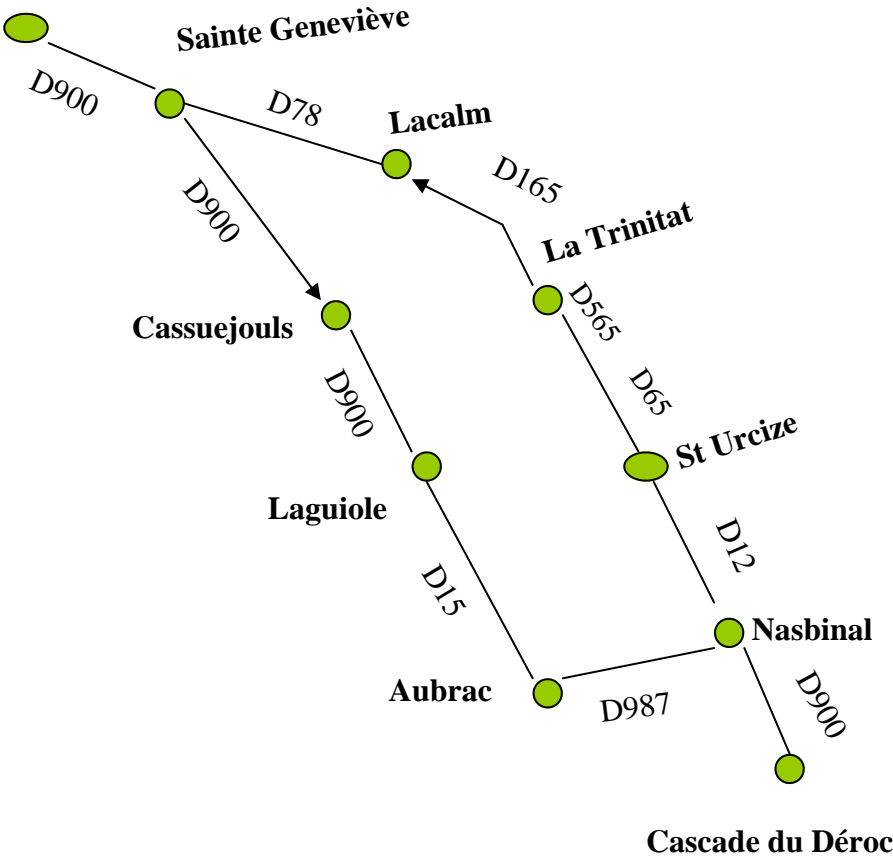 Sainte Geneviève
D900
D78
Lacalm
D165
D900
La Trinitat
D565
Cassuejouls
D900
D65
St Urcize
Laguiole
D12
D15
Nasbinal
Aubrac
D987
D900
Cascade du Déroc